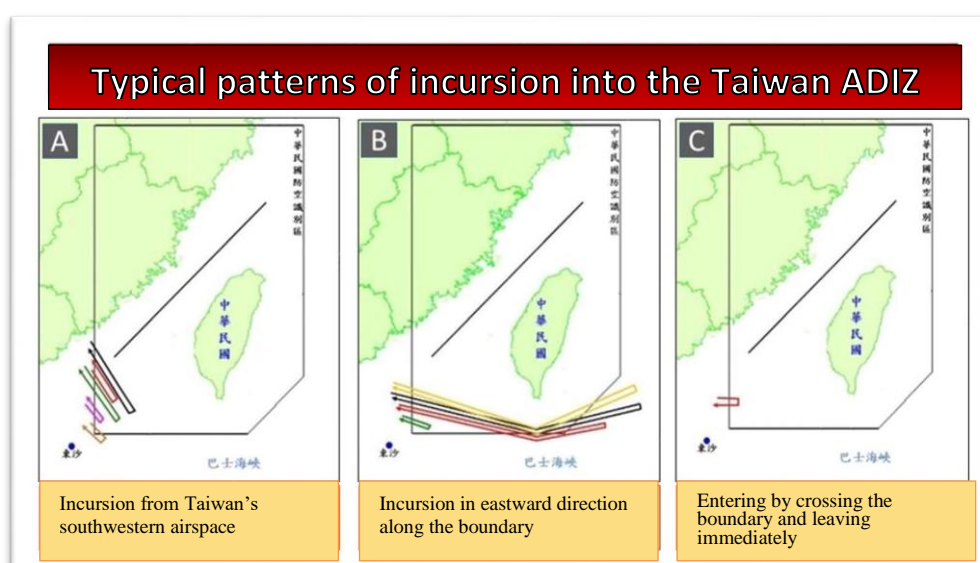 Typical patterns of incursion into the Taiwan ADIZ
A
中華民國防空識別區
中華民國
東沙
巴士海峽
Incursion from Taiwan’s
southwestern airspace
B
中華民國防空識別區
中華民國
東沙
巴士海峽
Incursion in eastward direction
along the boundary
C
中華民國防空識別區
中華民國
東沙
巴士海峽
Entering by crossing the
boundary and leaving
immediately